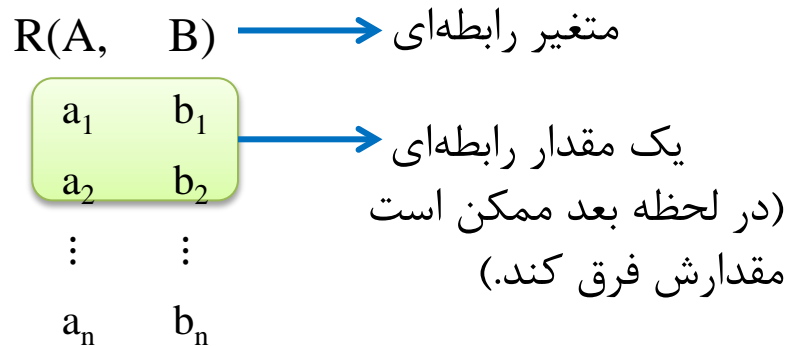 R(A, B) متغیر رابطه‌ای
a₁ b₁
یک مقدار رابطه‌ای
a₂ b₂
(در لحظه بعد ممکن است
مقدارش فرق کند.)
⋮ ⋮
aₙ bₙ